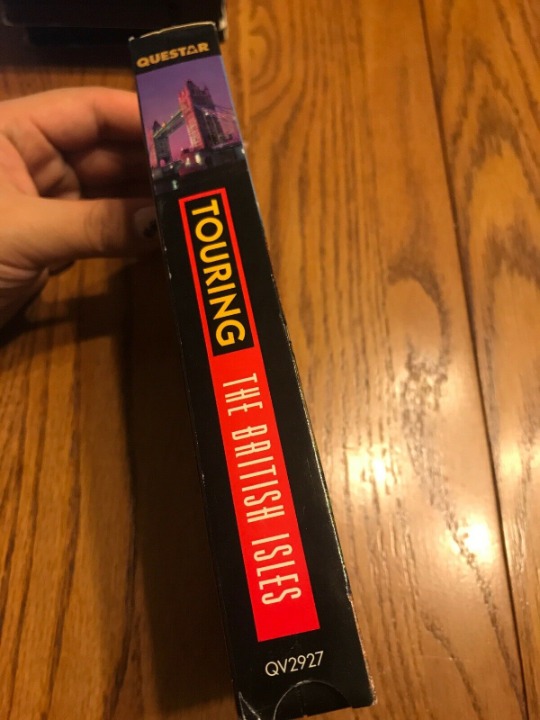 QUESTAR
TOURING
THE BRITISH ISLES
QV2927